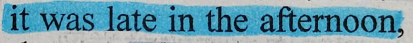 it was late in the afternoon,